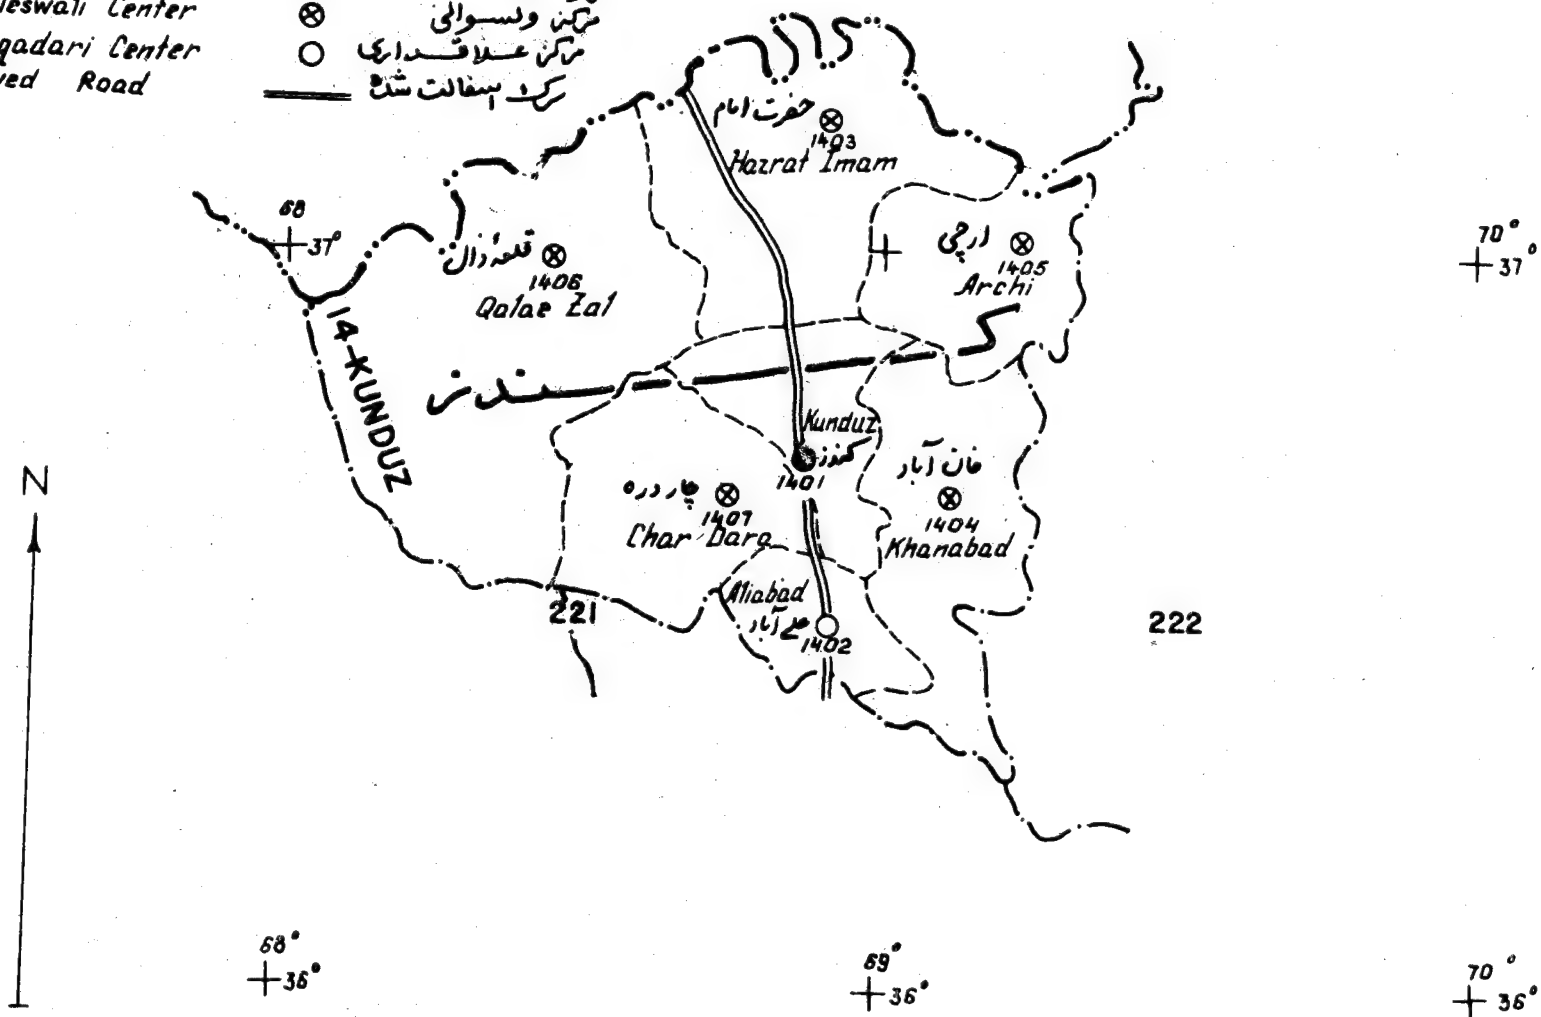 Center
مرکز ولسوالی
qadari Center
مرکز علاقداری
Road
سرک اسفالت شده
حضرت امام
1403
Hazrat Imam
68
37°
قلعهٔ ذال
1406
Qalae Zal
ارچی
1405
Archi
70°
37°
14-KUNDUZ
کندز
Kunduz
کندز
1401
خان آباد
1404
Khanabad
چار دره
1407
Char Dara
N
Aliabad
علی آباد
1402
221
222
68°
36°
69°
36°
70°
36°